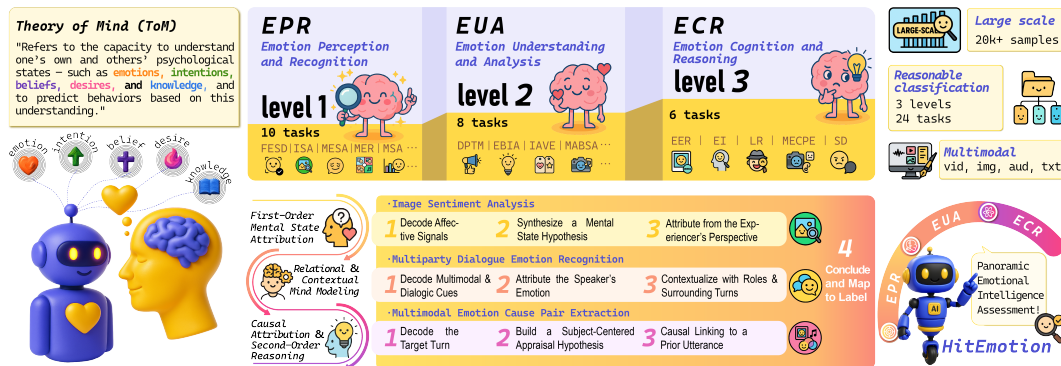 Theory of Mind (ToM)
"Refers to the capacity to understand
one's own and others' psychological
states — such as emotions, intentions,
beliefs, desires, and knowledge, and
to predict behaviors based on this
understanding."
emotion
intention
belief
desire
knowledge
EPR
Emotion Perception
and Recognition
level 1
10 tasks
FESD|ISA|MESA|MER|MSA ...
EUA
Emotion Understanding
and Analysis
level 2
8 tasks
DPTM|EBIA|IAVE|MABSA...
ECR
Emotion Cognition and
Reasoning
level 3
6 tasks
EER | EI | LR | MECPE | SD
First-Order
Mental State
Attribution
Relational &
Contextual
Mind Modeling
Causal
Attribution &
Second-Order
Reasoning
·Image Sentiment Analysis
1 Decode Affec-
tive Signals
2 Synthesize a Mental
State Hypothesis
3 Attribute from the Exp-
eriencer's Perspective
·Multiparty Dialogue Emotion Recognition
1 Decode Multimodal &
Dialogic Cues
2 Attribute the Speaker's
Emotion
3 Contextualize with Roles &
Surrounding Turns
·Multimodal Emotion Cause Pair Extraction
1 Decode the
Target Turn
2 Build a Subject-Centered
Appraisal Hypothesis
3 Causal Linking to a
Prior Utterance
4
Conclude
and Map
to Label
LARGE-SCALE
Large scale
20k+ samples
Reasonable
classification
3 levels
24 tasks
Multimodal
vid, img, aud, txt
EPR
EUA
ECR
Panoramic
Emotional
Intelligence
Assessment!
AI
HitEmotion